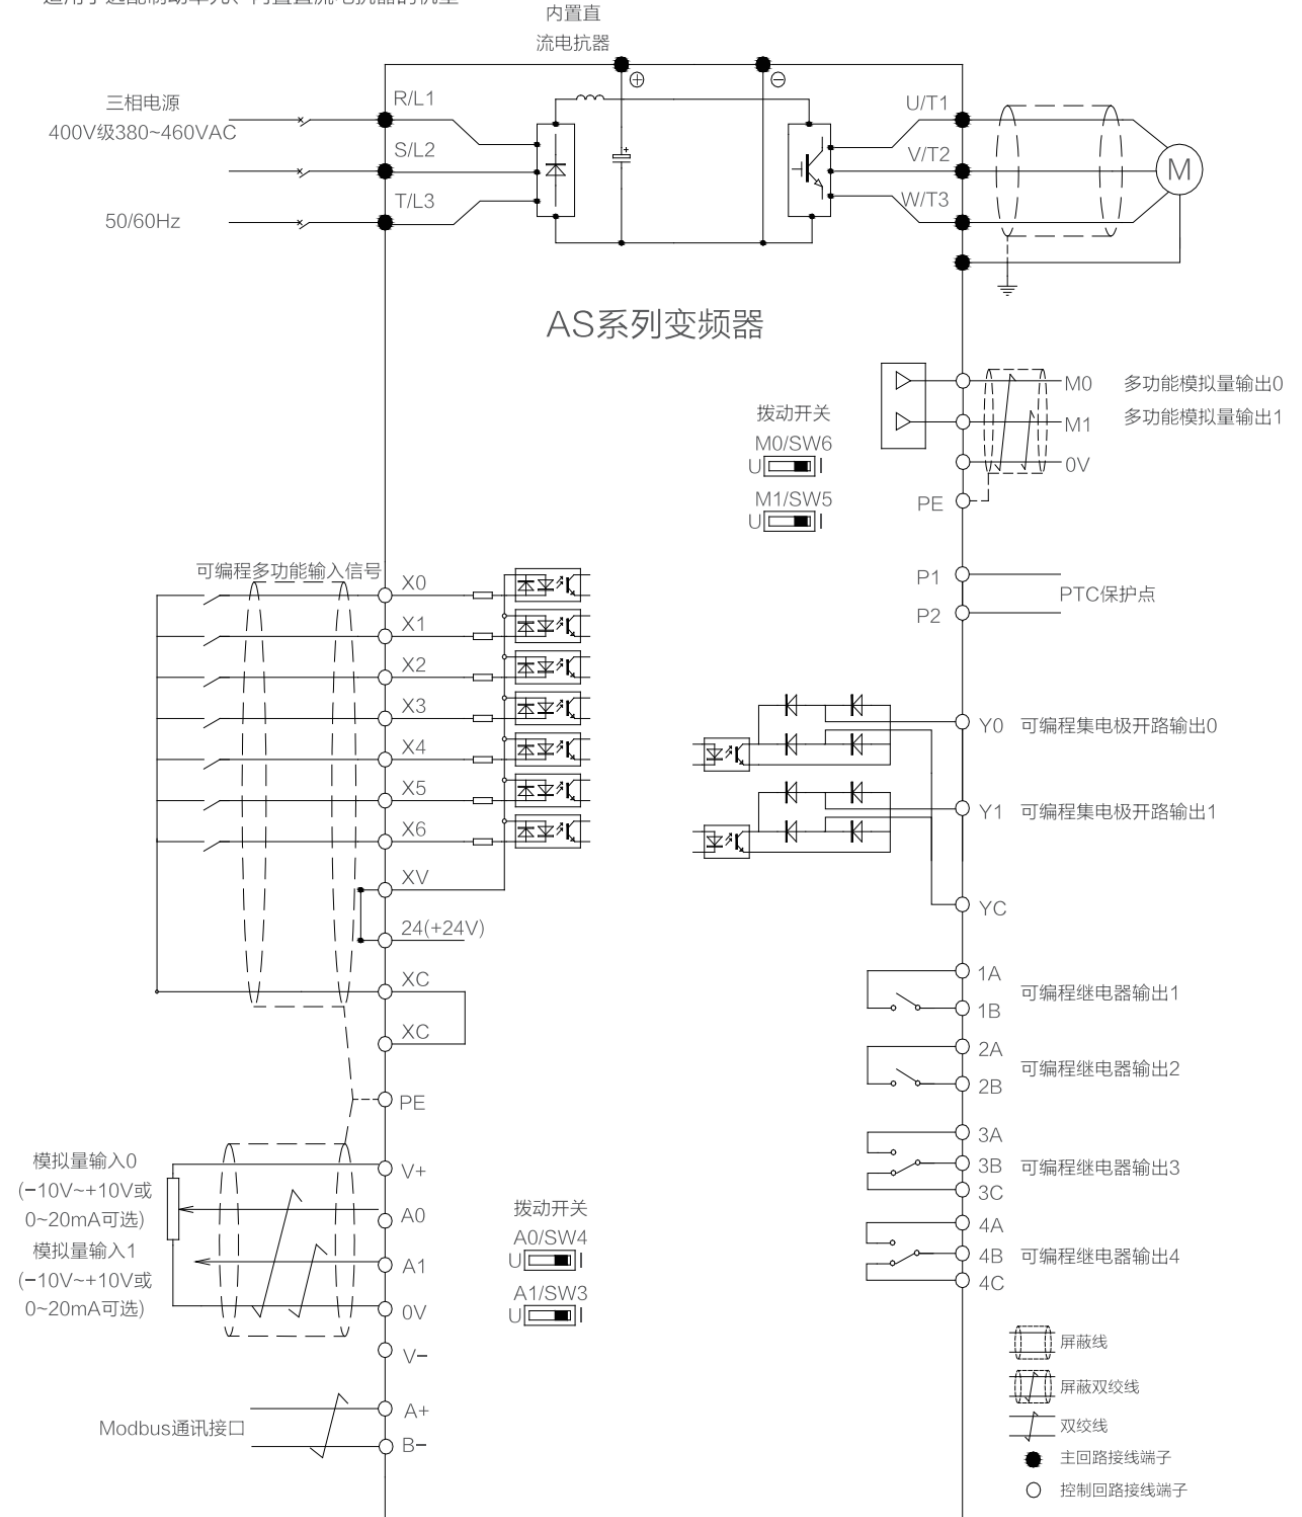 内置直
流电抗器
三相电源
400V级380~460VAC
50/60Hz
R/L1
S/L2
T/L3
U/T1
V/T2
W/T3
M
AS系列变频器
M0 多功能模拟量输出0
M1 多功能模拟量输出1
0V
PE
拨动开关
M0/SW6
U I
M1/SW5
U I
P1
P2
PTC保护点
可编程多功能输入信号
X0
X1
X2
X3
X4
X5
X6
XV
24(+24V)
XC
XC
PE
Y0 可编程集电极开路输出0
Y1 可编程集电极开路输出1
YC
1A
1B
可编程继电器输出1
2A
2B
可编程继电器输出2
3A
3B
3C
可编程继电器输出3
4A
4B
4C
可编程继电器输出4
模拟量输入0
(-10V~+10V或
0~20mA可选)
模拟量输入1
(-10V~+10V或
0~20mA可选)
V+
A0
A1
0V
V-
拨动开关
A0/SW4
U I
A1/SW3
U I
Modbus通讯接口
A+
B-
屏蔽线
屏蔽双绞线
双绞线
主回路接线端子
控制回路接线端子